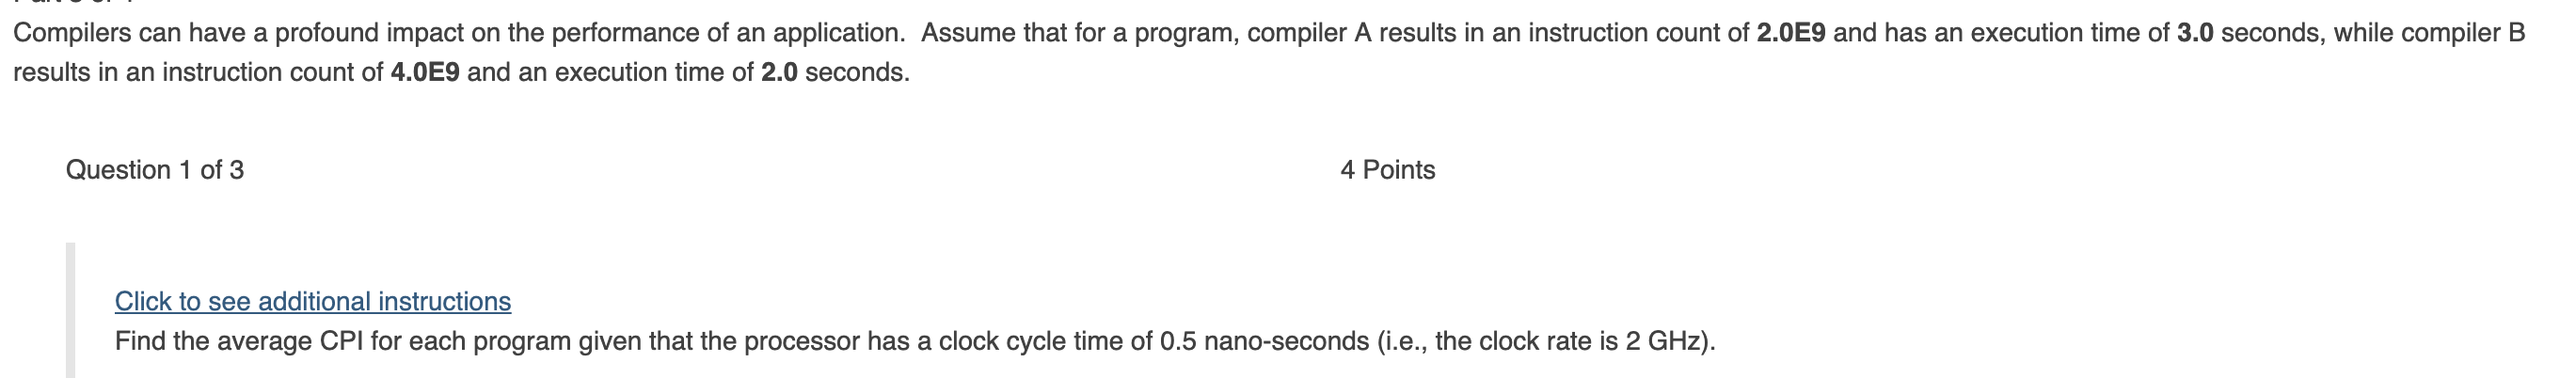 Compilers can have a profound impact on the performance of an application.  Assume that for a program, compiler A results in an instruction count of 2.0E9 and has an execution time of 3.0 seconds, while compiler B
results in an instruction count of 4.0E9 and an execution time of 2.0 seconds.
Question 1 of 3
4 Points
Click to see additional instructions
Find the average CPI for each program given that the processor has a clock cycle time of 0.5 nano-seconds (i.e., the clock rate is 2 GHz).